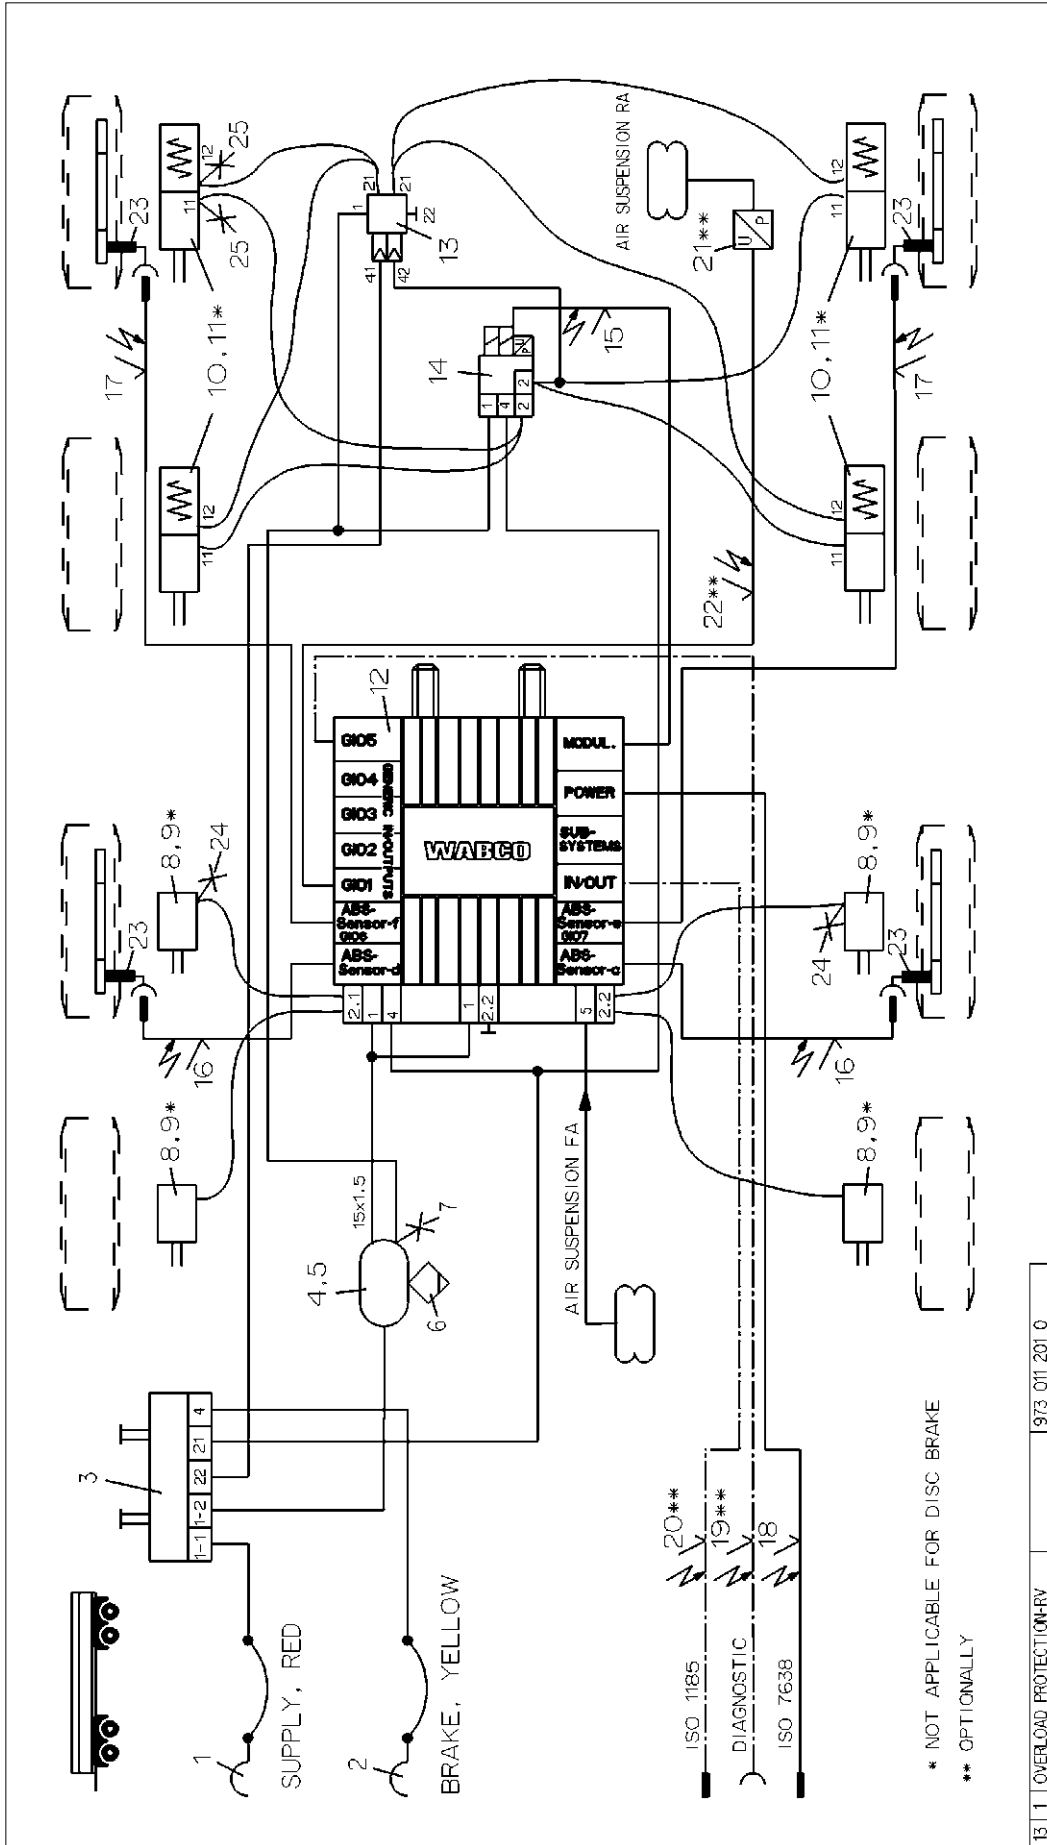 3
1-1
1-2
22
21
4
1
SUPPLY, RED
2
BRAKE, YELLOW
4,5
15x1.5
6
7
8,9*
8,9*
24
23
16
17
10,11*
10,11*
11
12
11
12
25
25
23
2.1
1
4
1
2.2
5
2.2
ABS-Sensor-d
ABS-Sensor-f
GIO6
GIO1
GIO2
GIO3
GIO4
GIO5
GENERIC IN-/OUTPUTS
12
WABCO
ABS-Sensor-c
ABS-Sensor-e
GIO7
IN/OUT
SUB-SYSTEMS
POWER
MODUL.
14
1
4
2
2
P
U
15
41
42
1
21
21
22
13
AIR SUSPENSION FA
AIR SUSPENSION RA
21**
U
P
22**
ISO 1185
20**
DIAGNOSTIC
19**
ISO 7638
18
8,9*
8,9*
24
23
16
10,11*
11
12
11
12
17
23
* NOT APPLICABLE FOR DISC BRAKE
** OPTIONALLY
13 1 OVERLOAD PROTECTION-RV 973 011 201 0